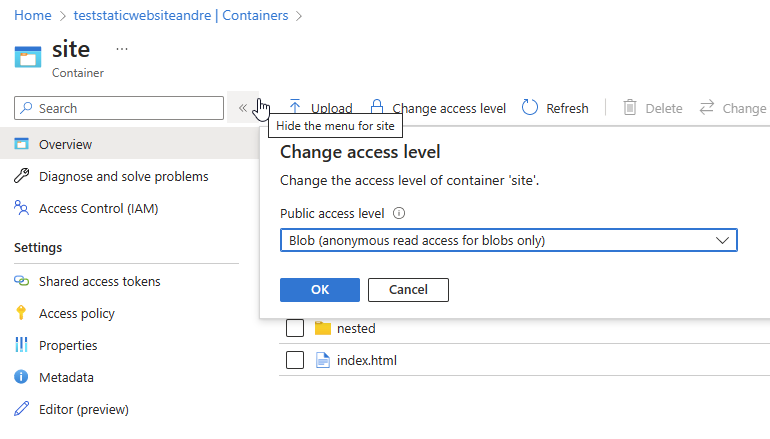 Home > teststaticwebsiteandre | Containers >
site ...
Container
Search
«
Upload
Change access level
Refresh
Delete
Change
Hide the menu for site
Overview
Diagnose and solve problems
Access Control (IAM)
Settings
Shared access tokens
Access policy
Properties
Metadata
Editor (preview)
Change access level
Change the access level of container 'site'.
Public access level
Blob (anonymous read access for blobs only)
OK
Cancel
nested
index.html